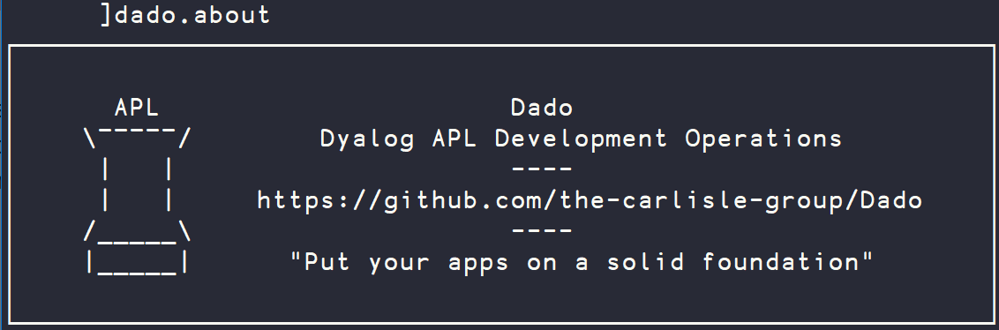 ]dado.about
APL
Dado
Dyalog APL Development Operations
----
https://github.com/the-carlisle-group/Dado
----
"Put your apps on a solid foundation"